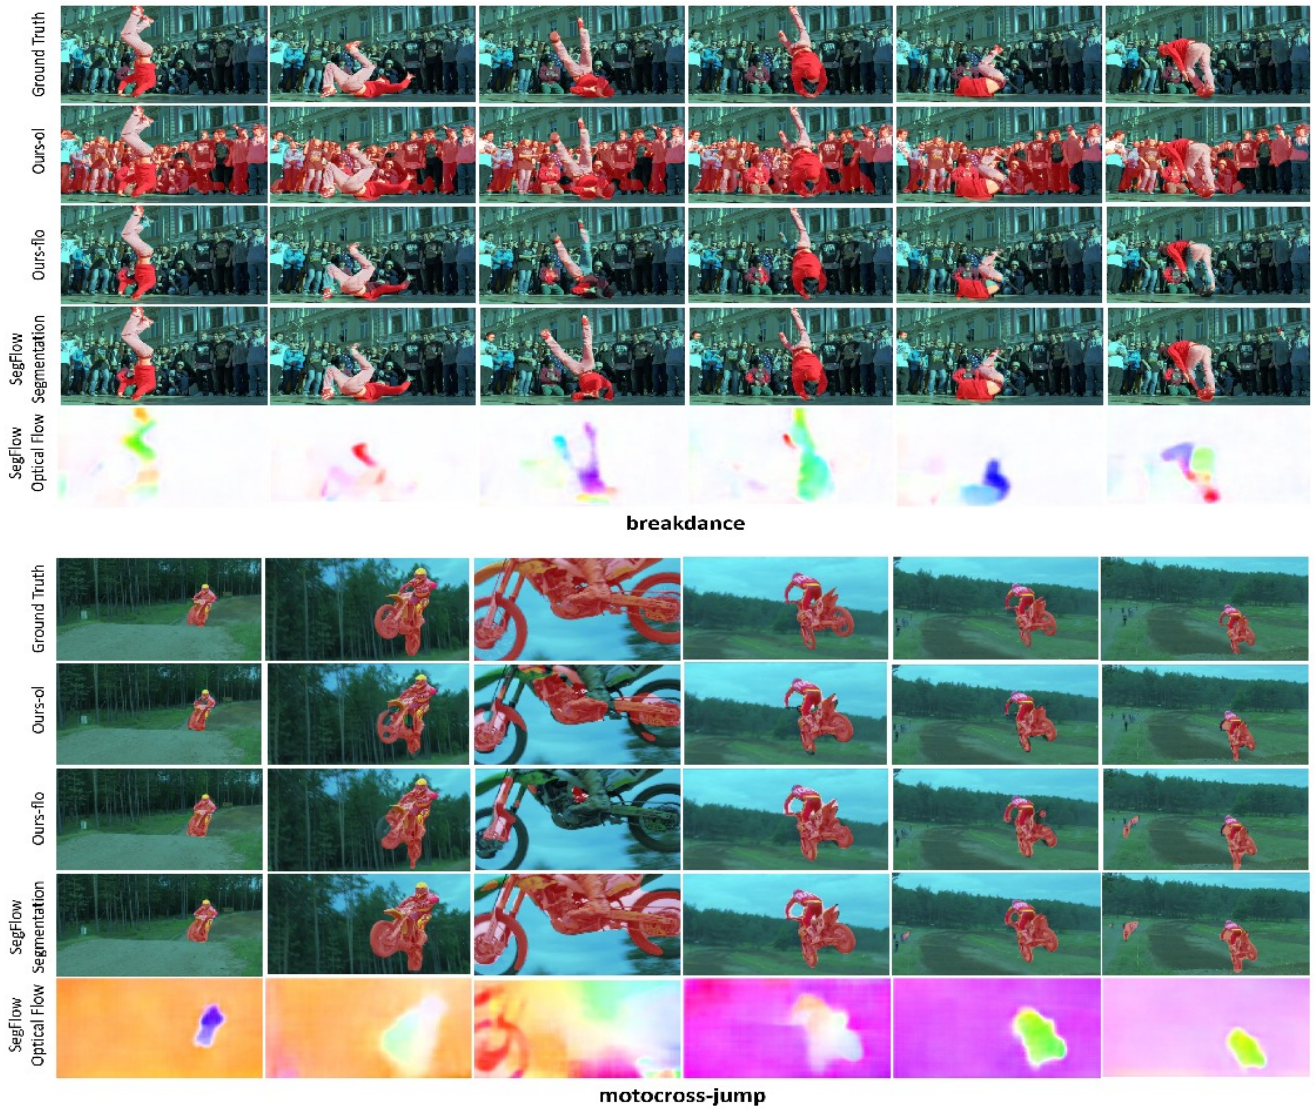 Ground Truth
Ours-ol
Ours-flo
SegFlow
Segmentation
SegFlow
Optical Flow
breakdance
Ground Truth
Ours-ol
Ours-flo
SegFlow
Segmentation
SegFlow
Optical Flow
motocross-jump